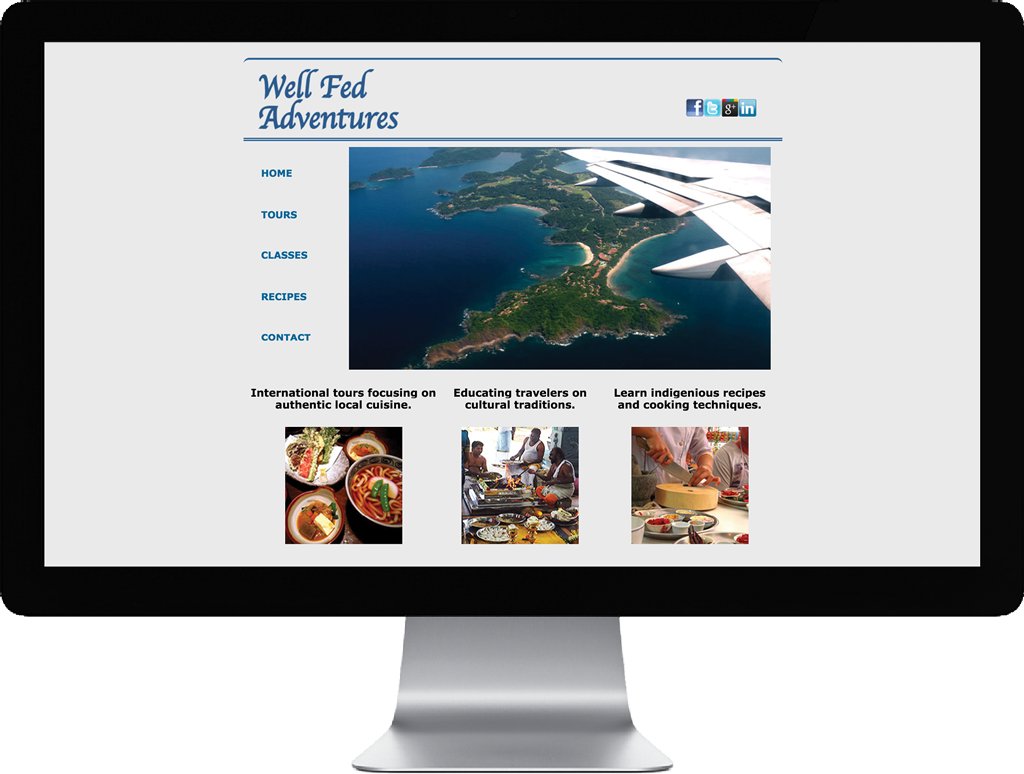 Well Fed
Adventures
f t g+ in
HOME
TOURS
CLASSES
RECIPES
CONTACT
International tours focusing on
authentic local cuisine.
Educating travelers on
cultural traditions.
Learn indigenious recipes
and cooking techniques.